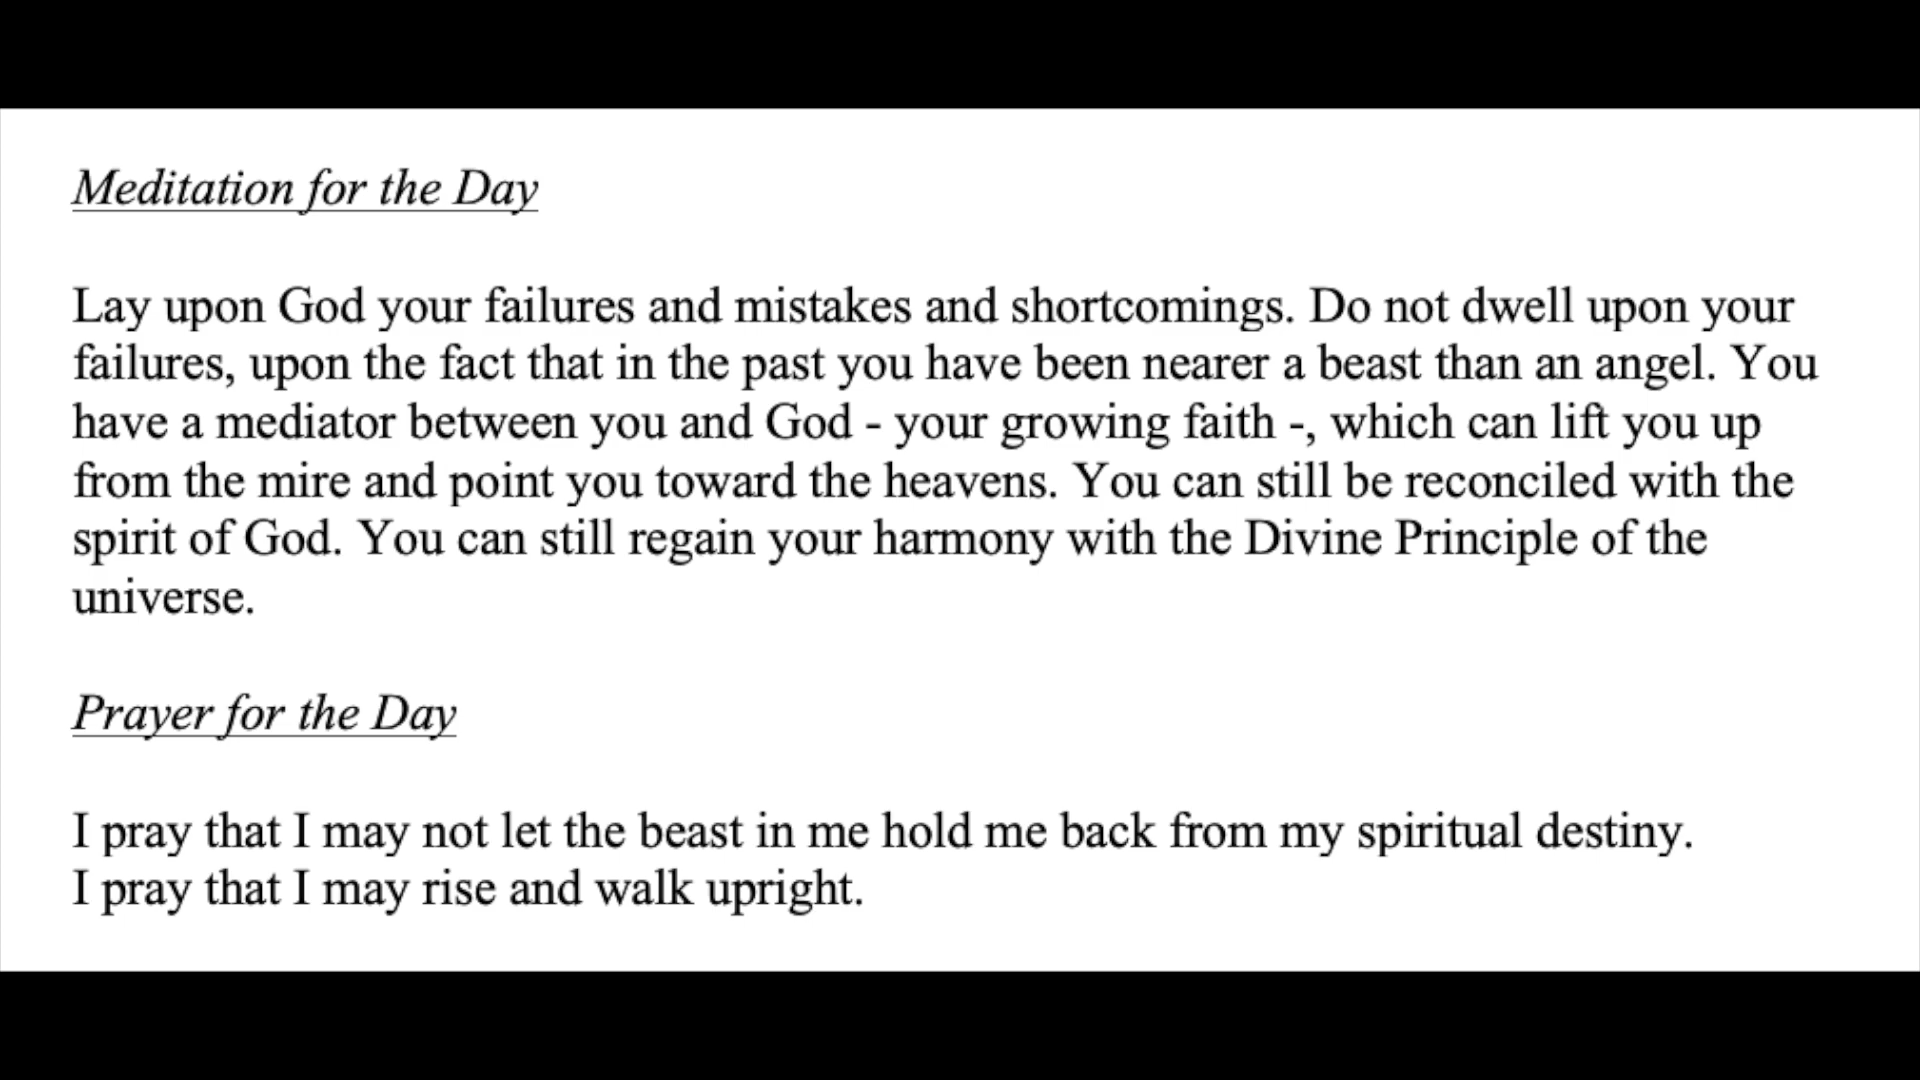 Meditation for the Day
Lay upon God your failures and mistakes and shortcomings. Do not dwell upon your
failures, upon the fact that in the past you have been nearer a beast than an angel. You
have a mediator between you and God - your growing faith -, which can lift you up
from the mire and point you toward the heavens. You can still be reconciled with the
spirit of God. You can still regain your harmony with the Divine Principle of the
universe.
Prayer for the Day
I pray that I may not let the beast in me hold me back from my spiritual destiny.
I pray that I may rise and walk upright.